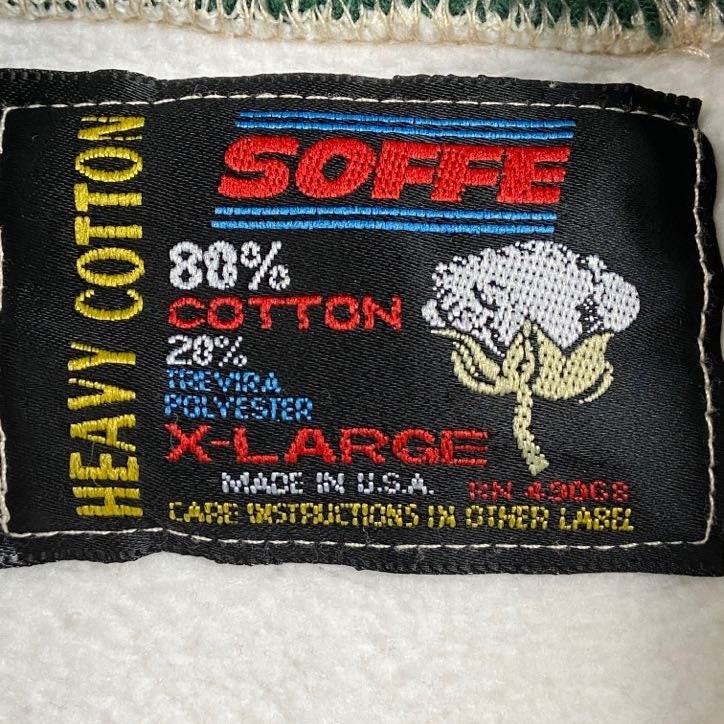 HEAVY COTTON
SOFFE
80%
COTTON
20%
TREVIRA
POLYESTER
X-LARGE
MADE IN U.S.A. RN 49068
CARE INSTRUCTIONS IN OTHER LABEL